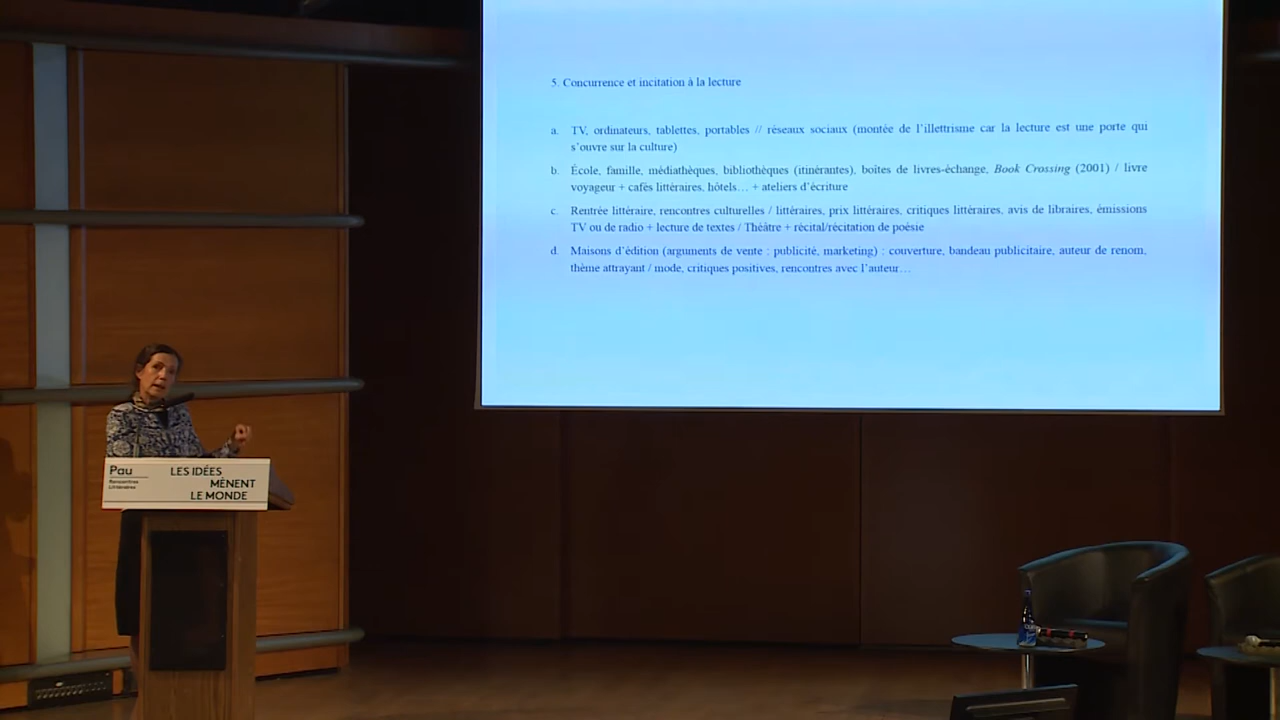 5. Concurrence et incitation à la lecture
a. TV, ordinateurs, tablettes, portables // réseaux sociaux (montée de l'illettrisme car la lecture est une porte qui
s'ouvre sur la culture)
b. École, famille, médiathèques, bibliothèques (itinérantes), boîtes de livres-échange, Book Crossing (2001) / livre
voyageur + cafés littéraires, hôtels… + ateliers d'écriture
c. Rentrée littéraire, rencontres culturelles / littéraires, prix littéraires, critiques littéraires, avis de libraires, émissions
TV ou de radio + lecture de textes / Théâtre + récital/récitation de poésie
d. Maisons d'édition (arguments de vente : publicité, marketing) : couverture, bandeau publicitaire, auteur de renom,
thème attrayant / mode, critiques positives, rencontres avec l'auteur…
Pau
Rencontres
Littéraires
LES IDÉES
MÈNENT
LE MONDE